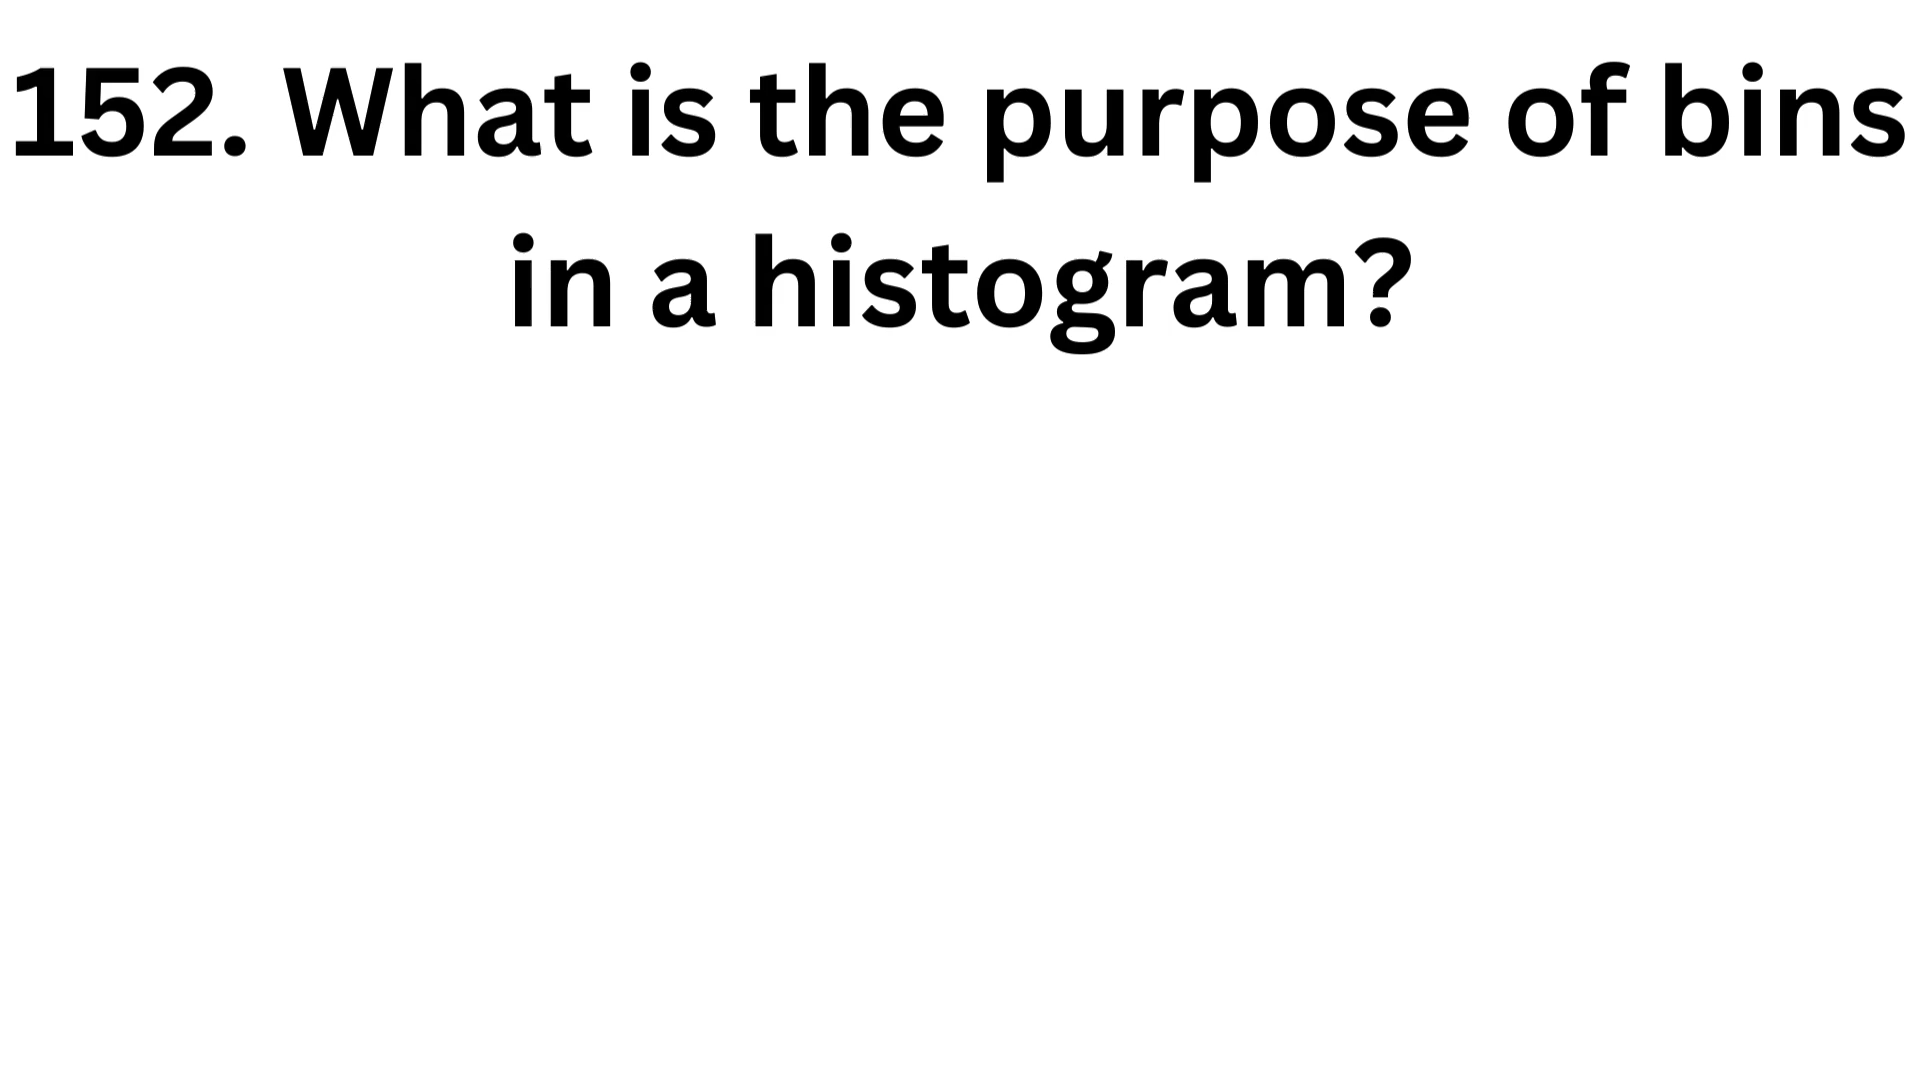 152. What is the purpose of bins
in a histogram?